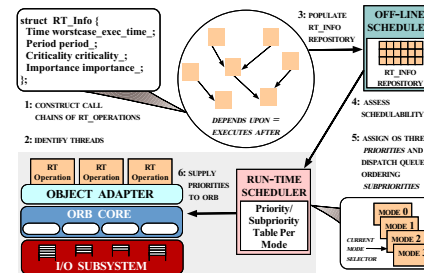 struct RT_Info {
Time worstcase_exec_time_;
Period period_;
Criticality criticality_;
Importance importance_;
};
1: CONSTRUCT CALL
CHAINS OF RT_OPERATIONS
2: IDENTIFY THREADS
DEPENDS UPON =
EXECUTES AFTER
3: POPULATE
RT_INFO
REPOSITORY
OFF-LINE
SCHEDULE
RT_INFO
REPOSITORY
4: ASSESS
SCHEDULABILITY
5: ASSIGN OS THRE
PRIORITIES AND
DISPATCH QUEUE
ORDERING
SUBPRIORITIES
RT
Operation
RT
Operation
RT
Operation
OBJECT ADAPTER
ORB CORE
I/O SUBSYSTEM
6: SUPPLY
PRIORITIES
TO ORB
RUN-TIME
SCHEDULER
Priority/
Subpriority
Table Per
Mode
MODE 0
MODE 1
MODE 2
MODE
CURRENT
MODE
SELECTOR